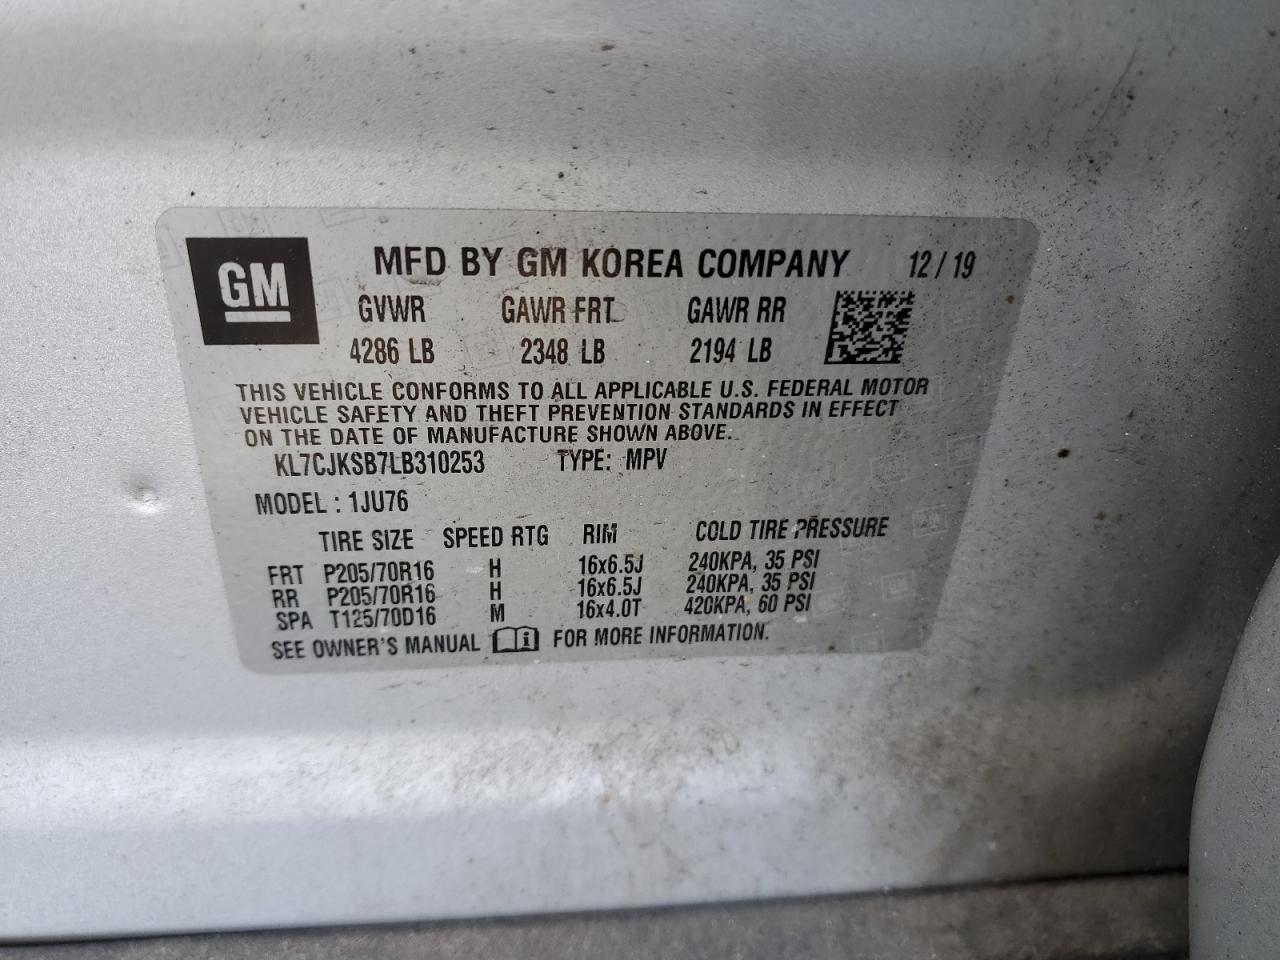 GM
MFD BY GM KOREA COMPANY 12/19
GVWR GAWR FRT GAWR RR
4286 LB 2348 LB 2194 LB
THIS VEHICLE CONFORMS TO ALL APPLICABLE U.S. FEDERAL MOTOR
VEHICLE SAFETY AND THEFT PREVENTION STANDARDS IN EFFECT
ON THE DATE OF MANUFACTURE SHOWN ABOVE.
KL7CJKSB7LB310253 TYPE: MPV
MODEL : 1JU76
TIRE SIZE SPEED RTG RIM COLD TIRE PRESSURE
FRT P205/70R16 H 16x6.5J 240KPA, 35 PSI
RR P205/70R16 H 16x6.5J 240KPA, 35 PSI
SPA T125/70D16 M 16x4.0T 420KPA, 60 PSI
SEE OWNER'S MANUAL i FOR MORE INFORMATION.